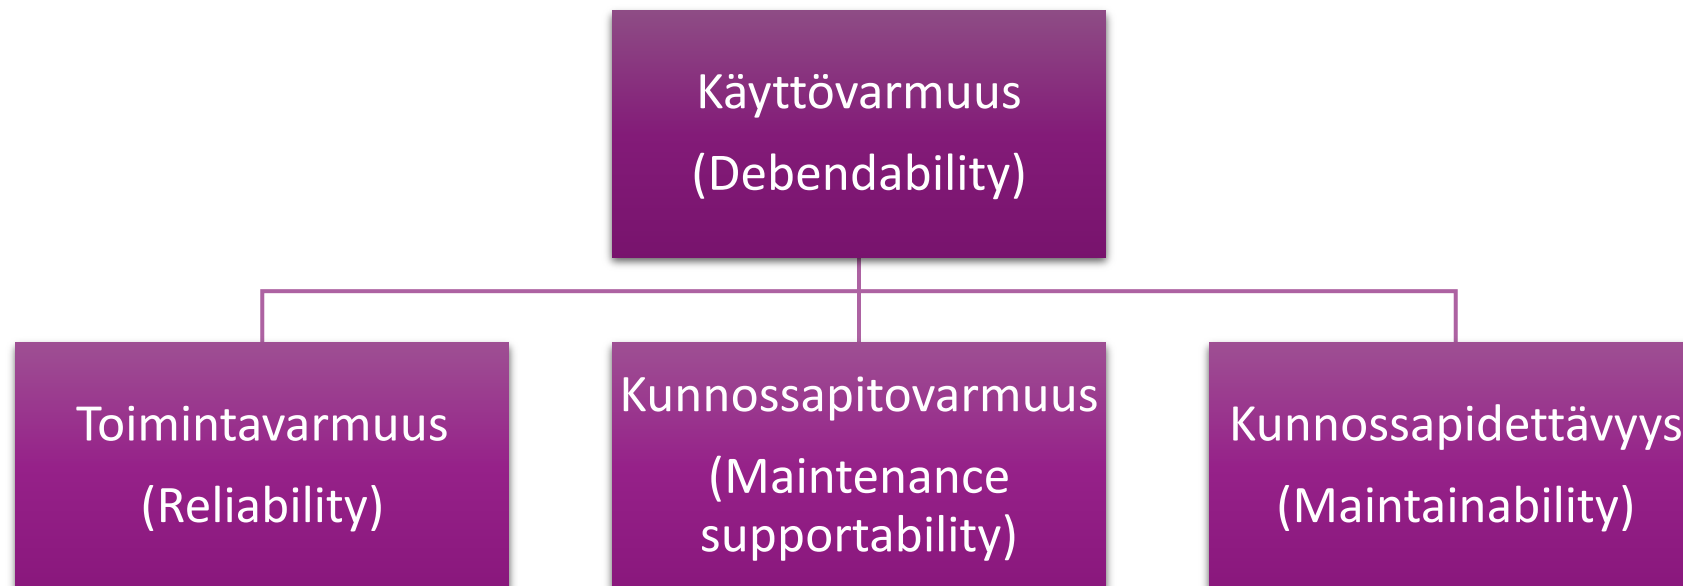 Käyttövarmuus
(Debendability)
Toimintavarmuus
(Reliability)
Kunnossapitovarmuus
(Maintenance
supportability)
Kunnossapidettävyys
(Maintainability)